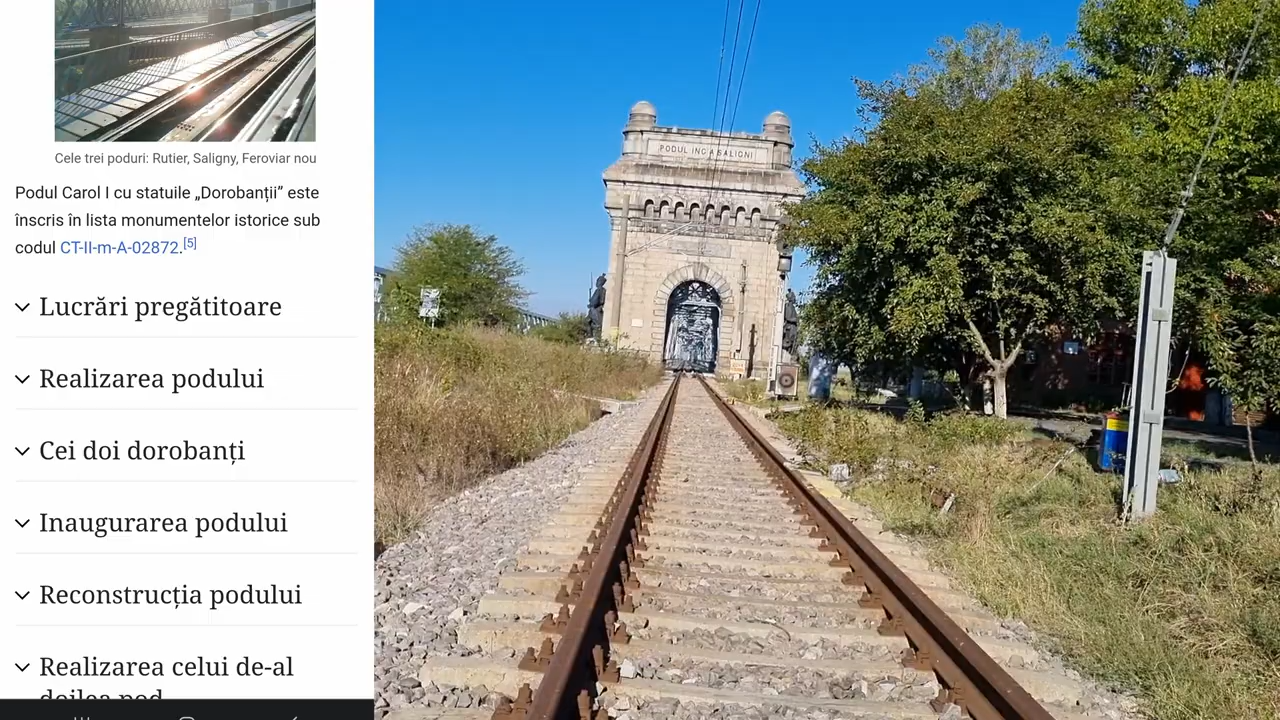 Cele trei poduri: Rutier, Saligny, Feroviar nou
Podul Carol I cu statuile „Dorobanții” este
înscris în lista monumentelor istorice sub
codul CT-II-m-A-02872.[5]
Lucrări pregătitoare
Realizarea podului
Cei doi dorobanți
Inaugurarea podului
Reconstrucția podului
Realizarea celui de-al
doilea pod
PODUL ING A SALIGNI